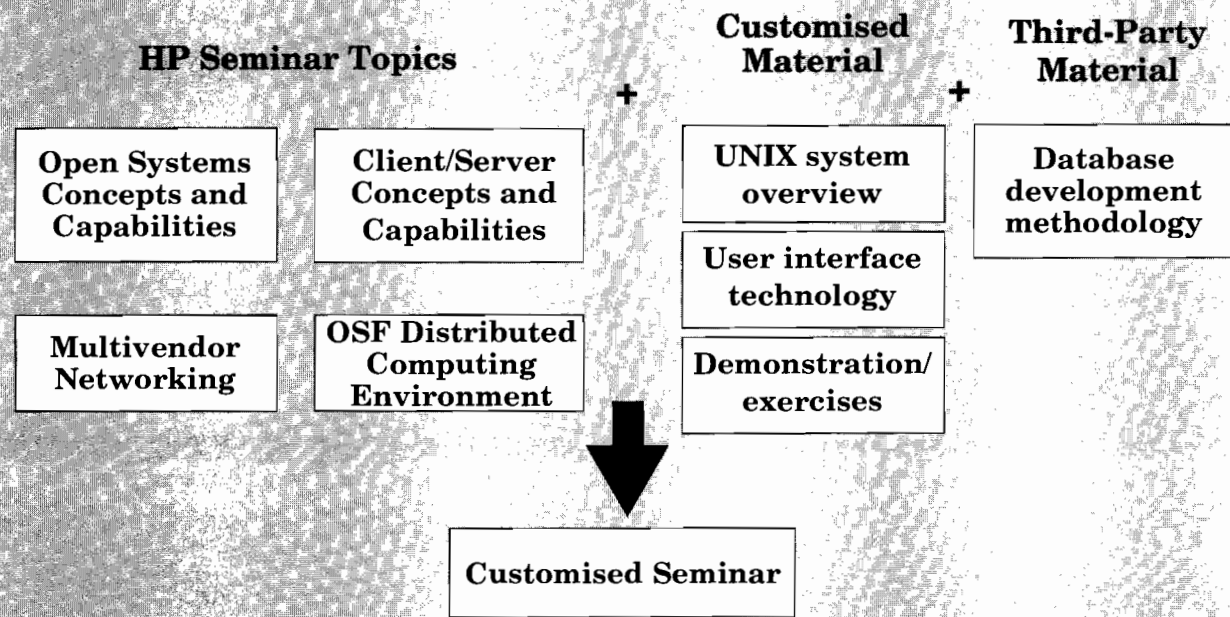 HP Seminar Topics
+
Customised
Material
+
Third-Party
Material
Open Systems
Concepts and
Capabilities
Client/Server
Concepts and
Capabilities
Multivendor
Networking
OSF Distributed
Computing
Environment
UNIX system
overview
User interface
technology
Demonstration/
exercises
Database
development
methodology
Customised Seminar